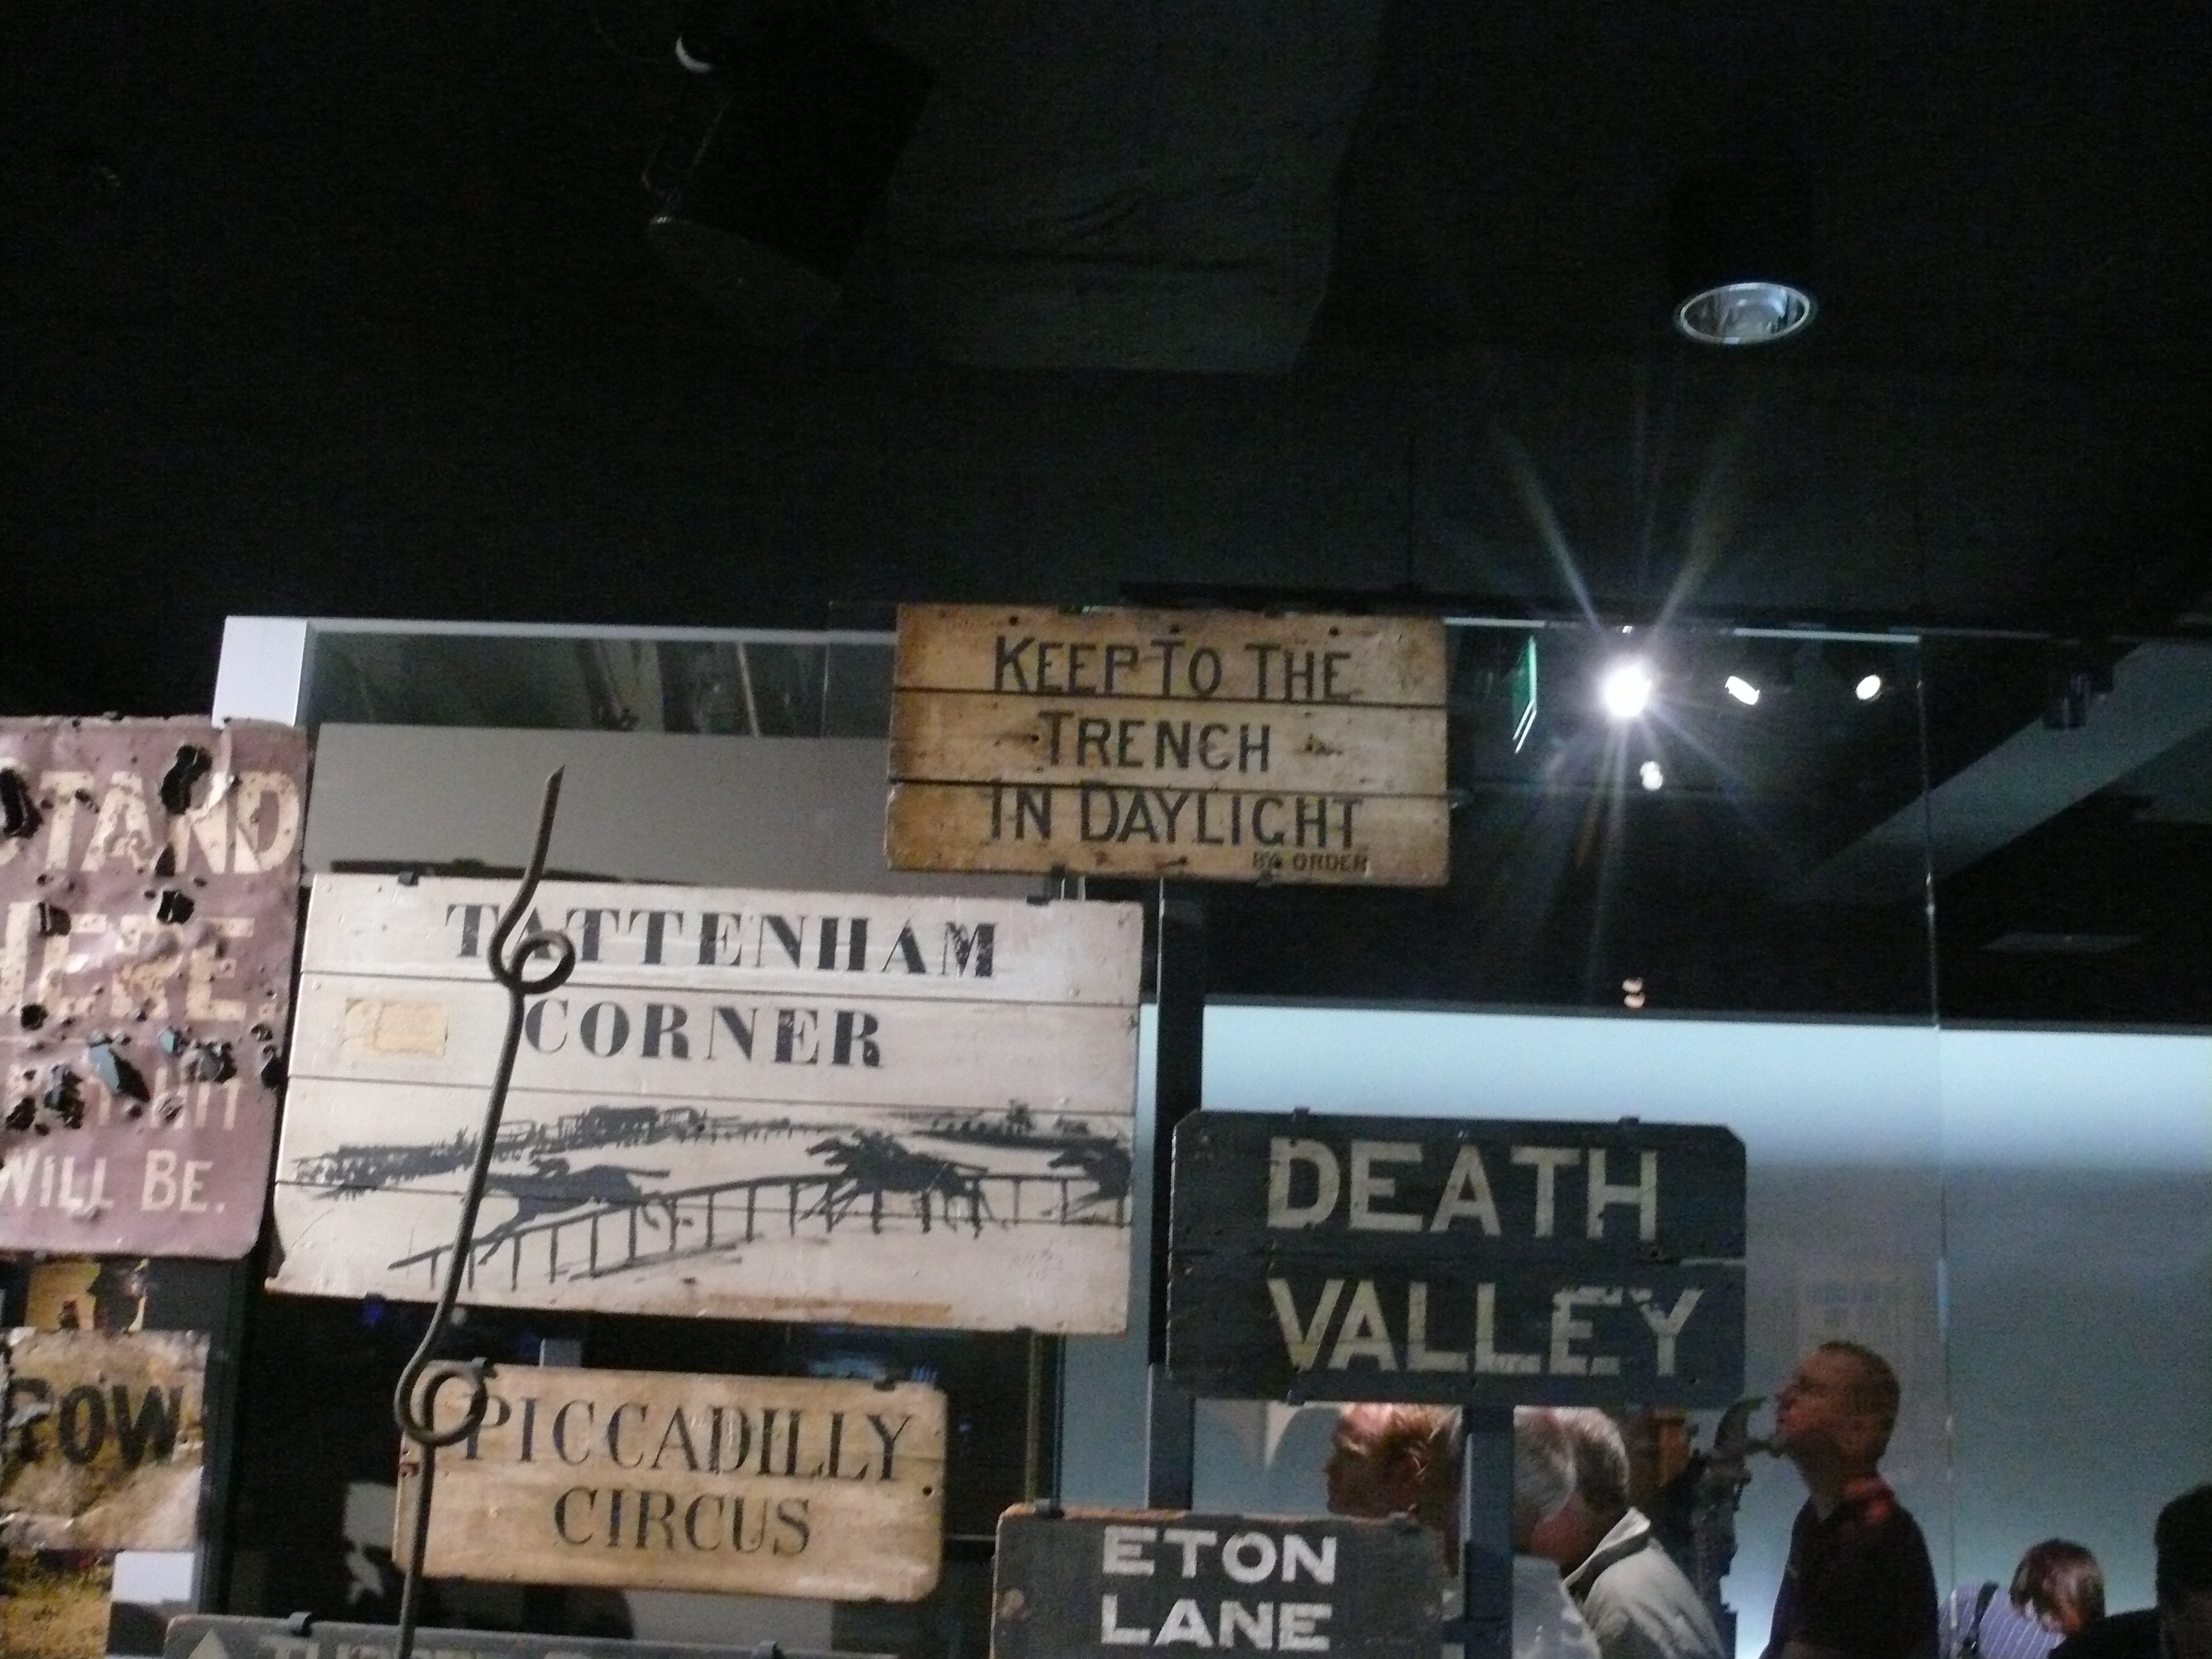 KEEP TO THE
TRENCH
IN DAYLIGHT
BY ORDER
STAND
HERE
WILL BE.
TATTENHAM
CORNER
DEATH
VALLEY
PICCADILLY
CIRCUS
ETON
LANE